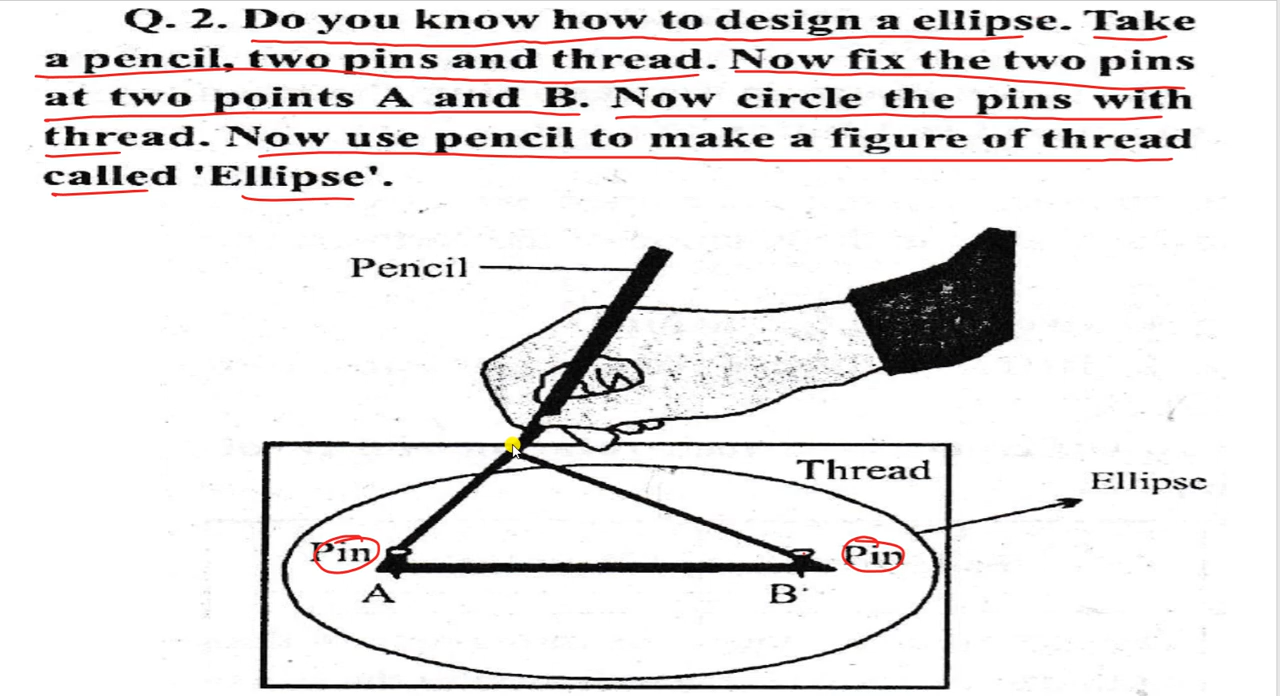 Q. 2. Do you know how to design a ellipse. Take
a pencil, two pins and thread. Now fix the two pins
at two points A and B. Now circle the pins with
thread. Now use pencil to make a figure of thread
called 'Ellipse'.
Pencil
Thread
Ellipse
Pin
Pin
A
B